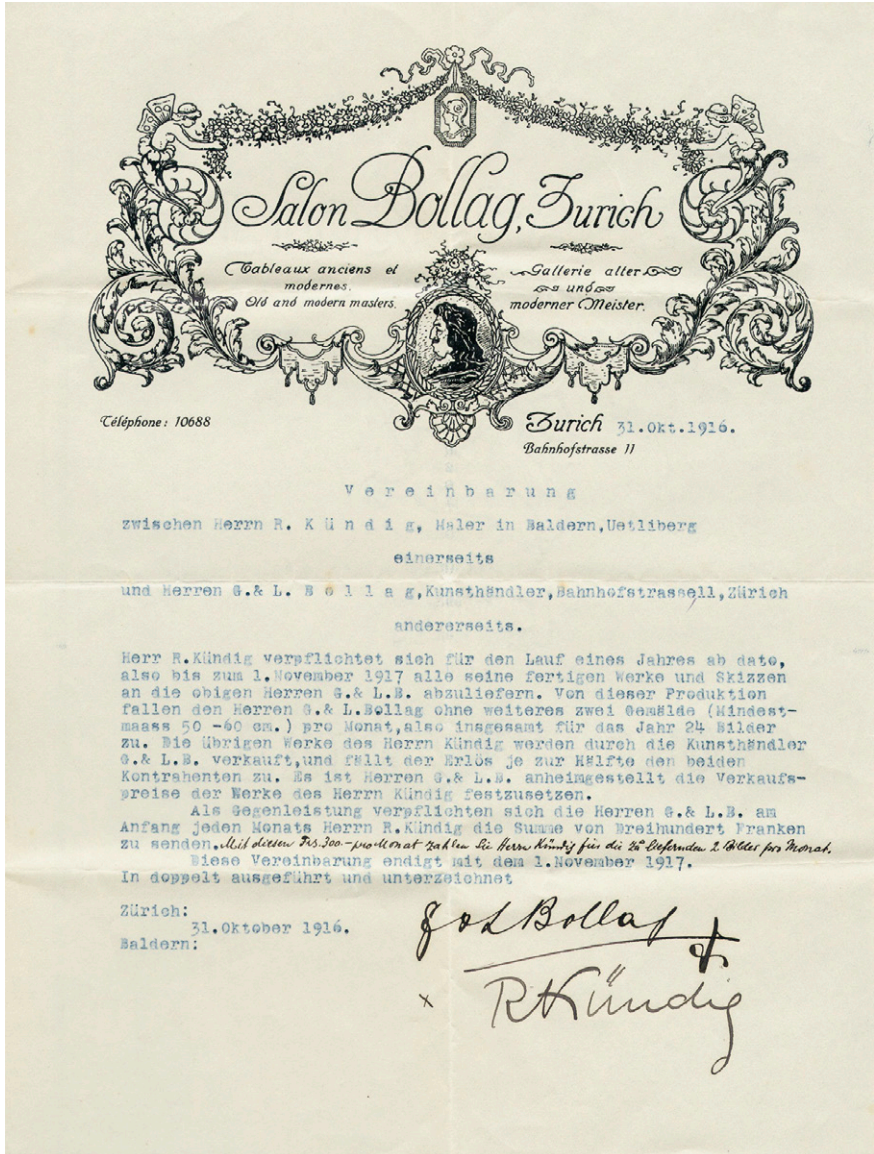 Salon Bollag, Zurich
Tableaux anciens et
modernes.
Old and modern masters.
Gallerie alter
und
moderner Meister.
Téléphone: 10688
Zurich 31.Okt.1916.
Bahnhofstrasse 11
Vereinbarung
zwischen Herrn R. Kündig, Maler in Baldern,Uetliberg
einerseits
und Herren G.& L. Bollag,Kunsthändler,Bahnhofstrassell,Zürich
andererseits.
Herr R.Kündig verpflichtet sich für den Lauf eines Jahres ab dato,
also bis zum 1.November 1917 alle seine fertigen Werke und Skizzen
an die obigen Herren G.& L.B. abzuliefern. Von dieser Produktion
fallen den Herren G.& L.Bollag ohne weiteres zwei Gemälde (Mindest-
maass 50 -60 cm.) pro Monat,also insgesamt für das Jahr 24 Bilder
zu. Die übrigen Werke des Herrn Kündig werden durch die Kunsthändler
G.& L.B. verkauft,und fällt der Erlös je zur Hälfte den beiden
Kontrahenten zu. Es ist Herren G.& L.B. anheimgestellt die Verkaufs-
preise der Werke des Herrn Kündig festzusetzen.
Als Gegenleistung verpflichten sich die Herren G.& L.B. am
Anfang jeden Monats Herrn R.Kündig die Summe von Dreihundert Franken
zu senden. Mit diesen Frs.300.- pro Monat zahlen Sie Herrn Kündig für die zu liefernden 2 Bilder pro Monat.
Diese Vereinbarung endigt mit dem 1.November 1917.
In doppelt ausgeführt und unterzeichnet
Zürich:
31.Oktober 1916.
Baldern:
G & L Bollag
x RKündig